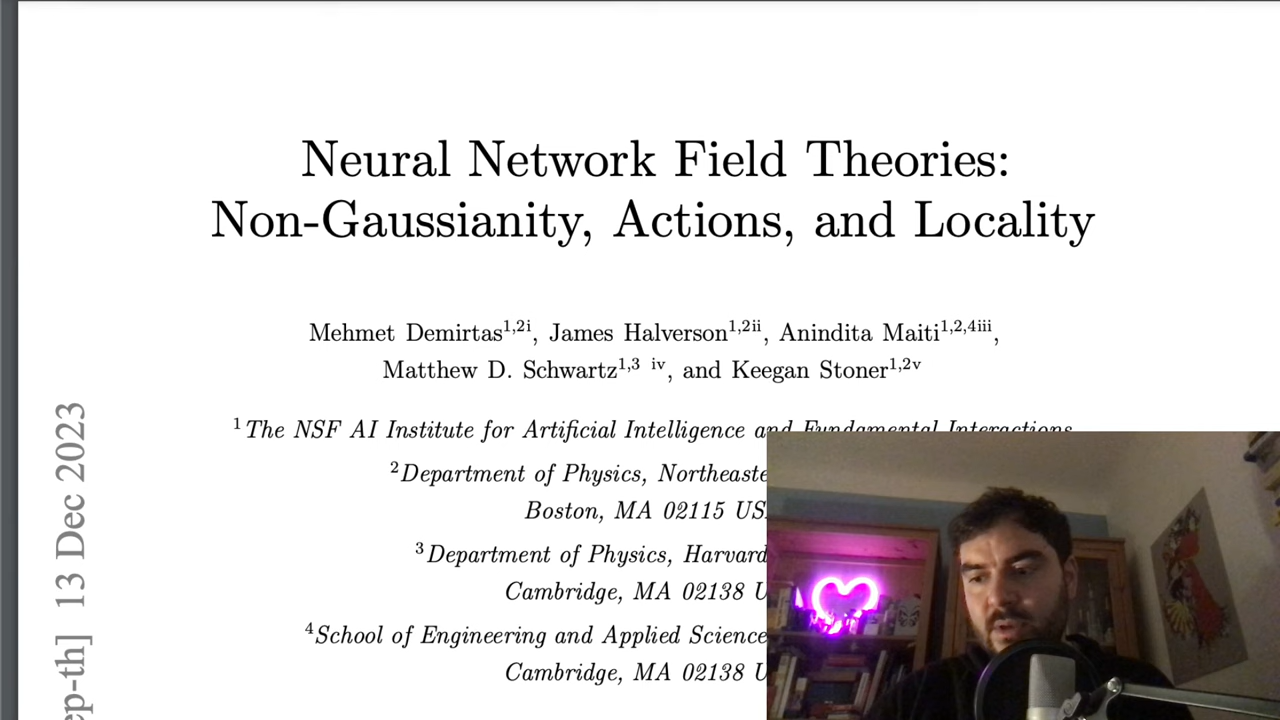 Neural Network Field Theories:
Non-Gaussianity, Actions, and Locality
Mehmet Demirtas1,2i, James Halverson1,2ii, Anindita Maiti1,2,4iii,
Matthew D. Schwartz1,3 iv, and Keegan Stoner1,2v
1The NSF AI Institute for Artificial Intelligence and Fundamental Interactions
2Department of Physics, Northeaste
Boston, MA 02115 US
3Department of Physics, Harvard
Cambridge, MA 02138 U
4School of Engineering and Applied Science
Cambridge, MA 02138 U
ep-th] 13 Dec 2023